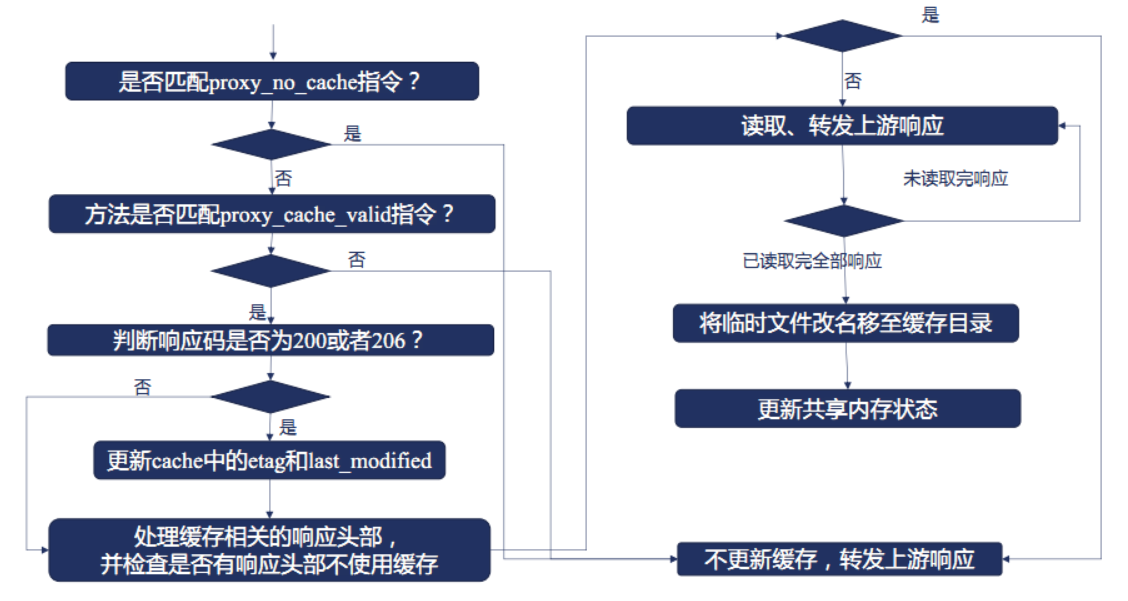 是否匹配proxy_no_cache指令？
是
否
方法是否匹配proxy_cache_valid指令？
否
是
判断响应码是否为200或者206？
否
是
更新cache中的etag和last_modified
处理缓存相关的响应头部，
并检查是否有响应头部不使用缓存
是
否
读取、转发上游响应
未读取完响应
已读取完全部响应
将临时文件改名移至缓存目录
更新共享内存状态
不更新缓存，转发上游响应